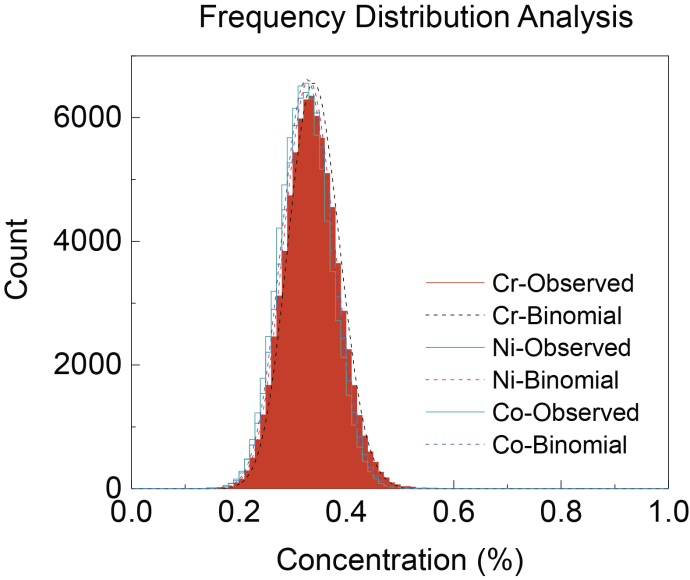 Frequency Distribution Analysis
6000
4000
2000
0
Count
Cr-Observed
Cr-Binomial
Ni-Observed
Ni-Binomial
Co-Observed
Co-Binomial
0.0 0.2 0.4 0.6 0.8 1.0
Concentration (%)